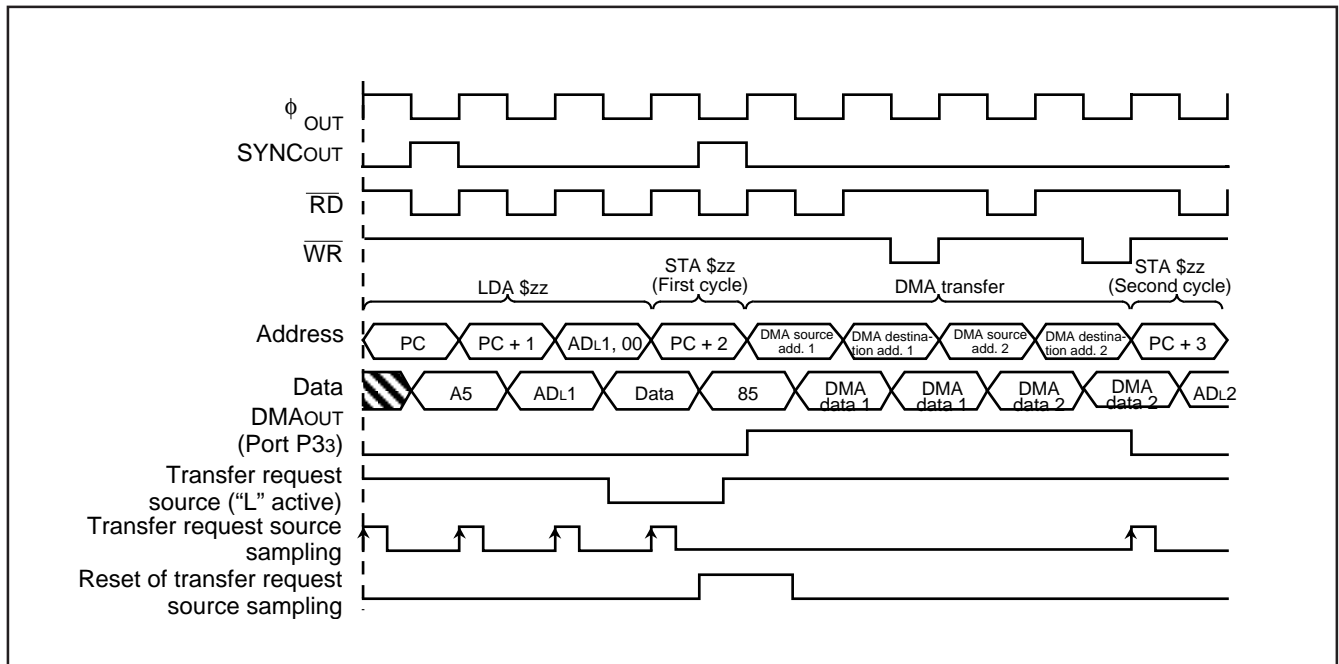 ϕ OUT
SYNCOUT
RD
WR
LDA $zz
STA $zz
(First cycle)
DMA transfer
STA $zz
(Second cycle)
Address
PC
PC + 1
ADL1, 00
PC + 2
DMA source
add. 1
DMA destina-
tion add. 1
DMA source
add. 2
DMA destina-
tion add. 2
PC + 3
Data
A5
ADL1
Data
85
DMA
data 1
DMA
data 1
DMA
data 2
DMA
data 2
ADL2
DMAOUT
(Port P33)
Transfer request
source (“L” active)
Transfer request source
sampling
Reset of transfer request
source sampling